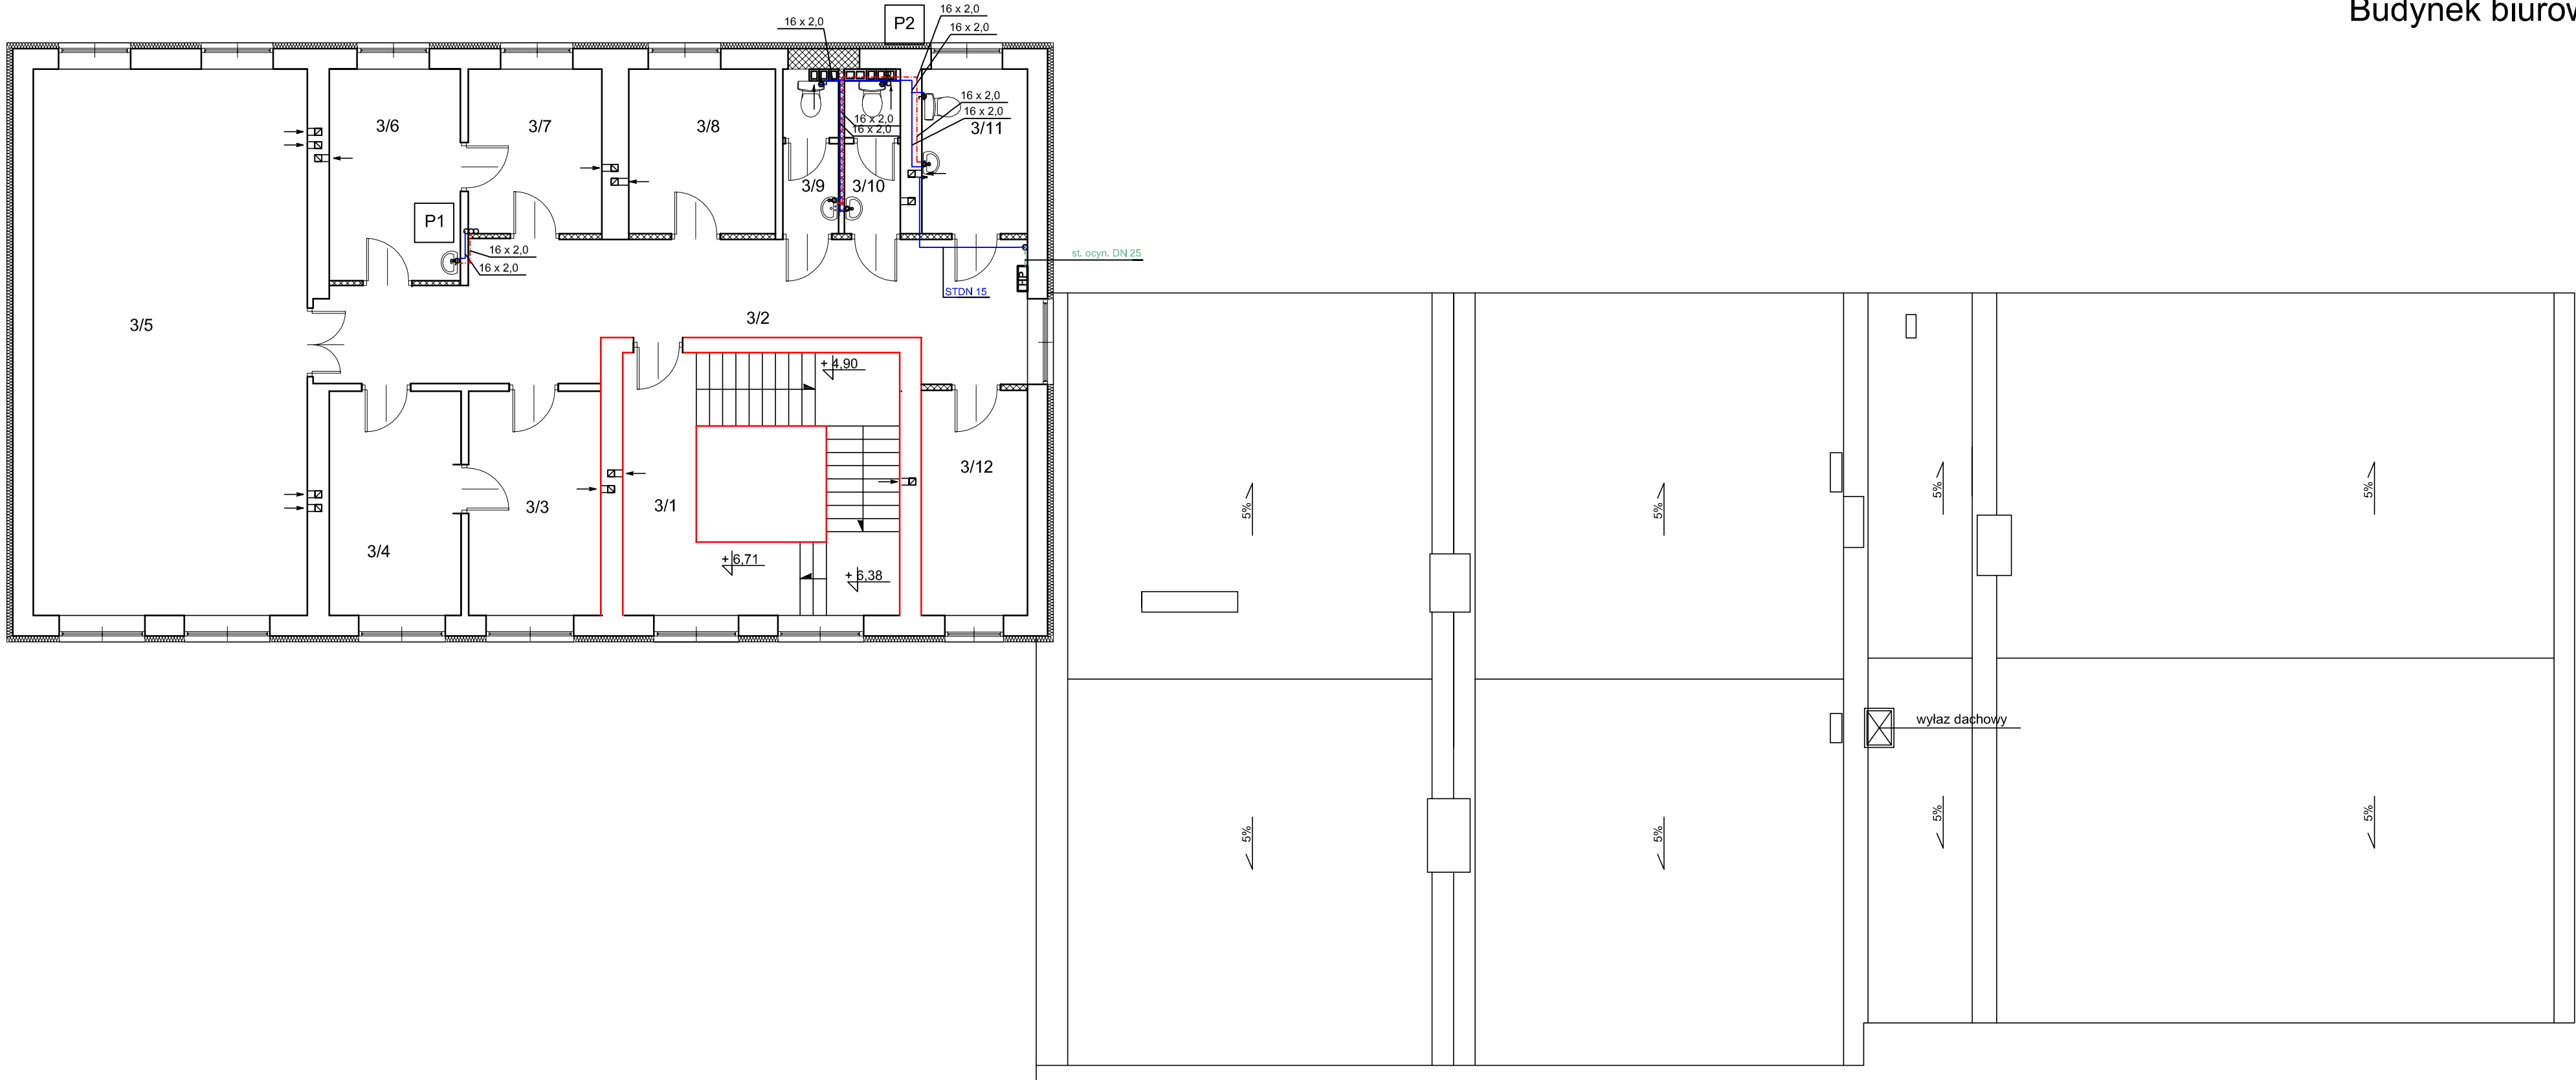 Budynek biurow
16 x 2,0
P2
16 x 2,0
16 x 2,0
3/6
3/7
3/8
16 x 2,0
16 x 2,0
3/11
16 x 2,0
16 x 2,0
3/9
3/10
P1
16 x 2,0
16 x 2,0
st. ocyn. DN 25
HP
STDN 15
3/5
3/2
+ 4,90
3/12
3/1
3/3
3/4
+ 6,71
+ 6,38
5%
5%
5%
5%
wyłaz dachowy
5%
5%
5%
5%